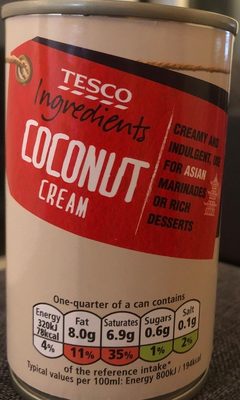 TESCO
Ingredients
COCONUT
CREAM
CREAMY AND
INDULGENT,
FOR ASIAN
MARINADES
OR RICH
DESSERTS
One-quarter of a can contains
Energy Fat Saturates Sugars Salt
320kJ
78kcal 8.0g 6.9g 0.6g 0.1g
4% 11% 35% 1% 2%
of the reference intake*
Typical values per 100ml: Energy 800kJ / 194kcal